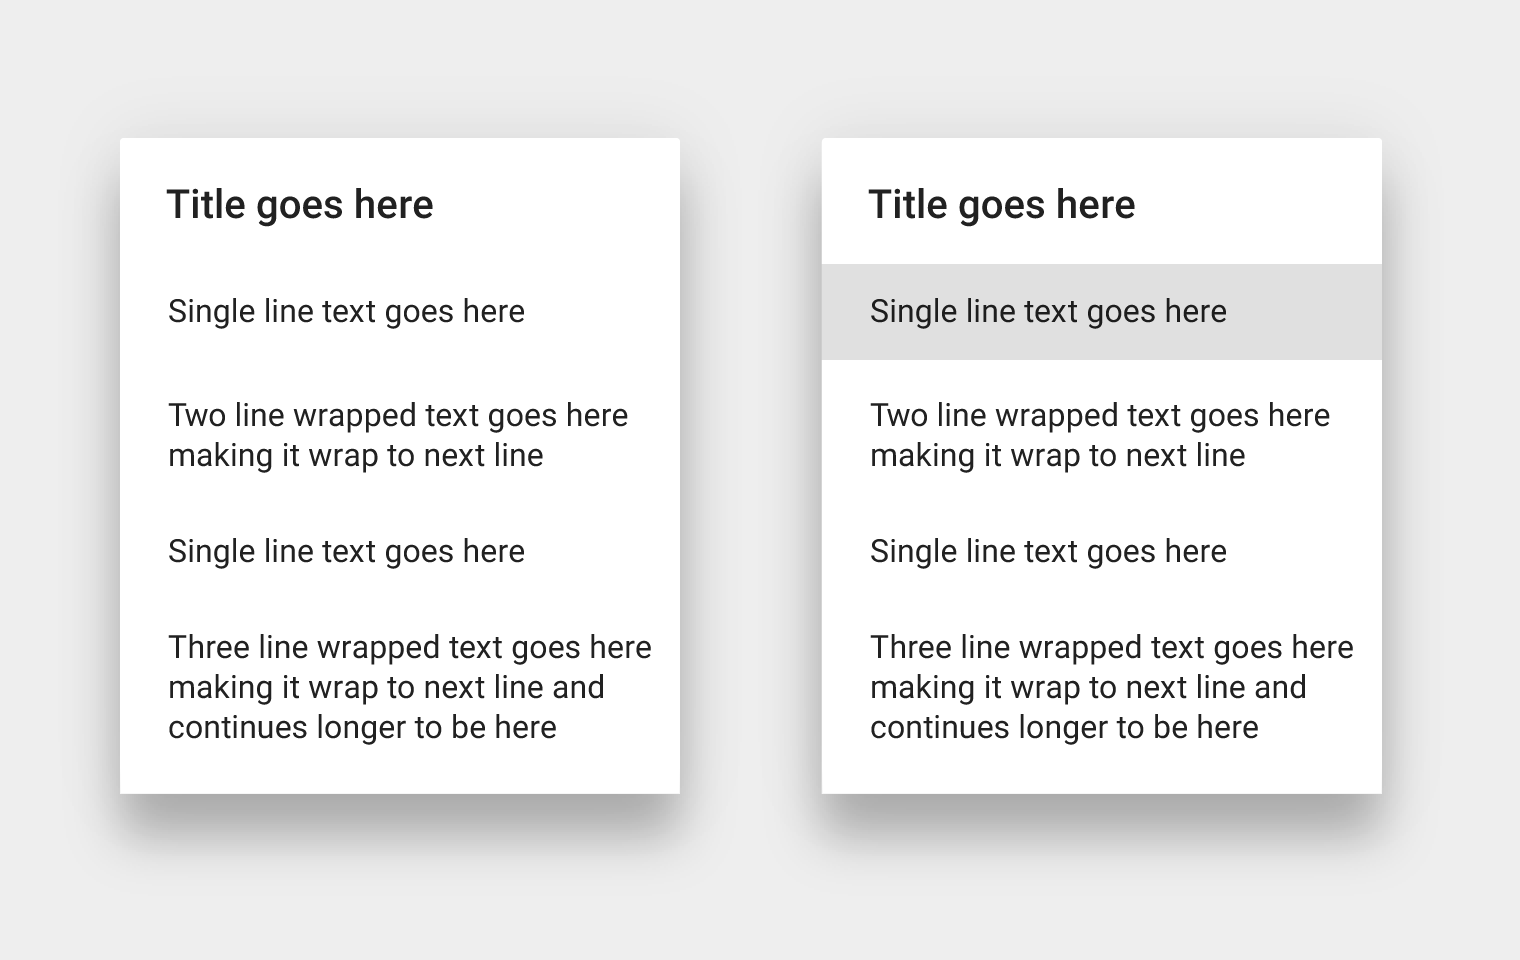 Title goes here
Single line text goes here
Two line wrapped text goes here
making it wrap to next line
Single line text goes here
Three line wrapped text goes here
making it wrap to next line and
continues longer to be here
Title goes here
Single line text goes here
Two line wrapped text goes here
making it wrap to next line
Single line text goes here
Three line wrapped text goes here
making it wrap to next line and
continues longer to be here